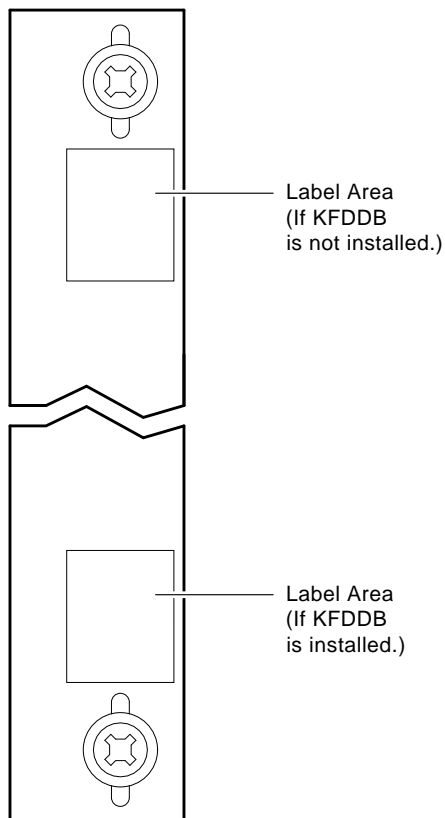 Label Area
(If KFDDB
is not installed.)
Label Area
(If KFDDB
is installed.)